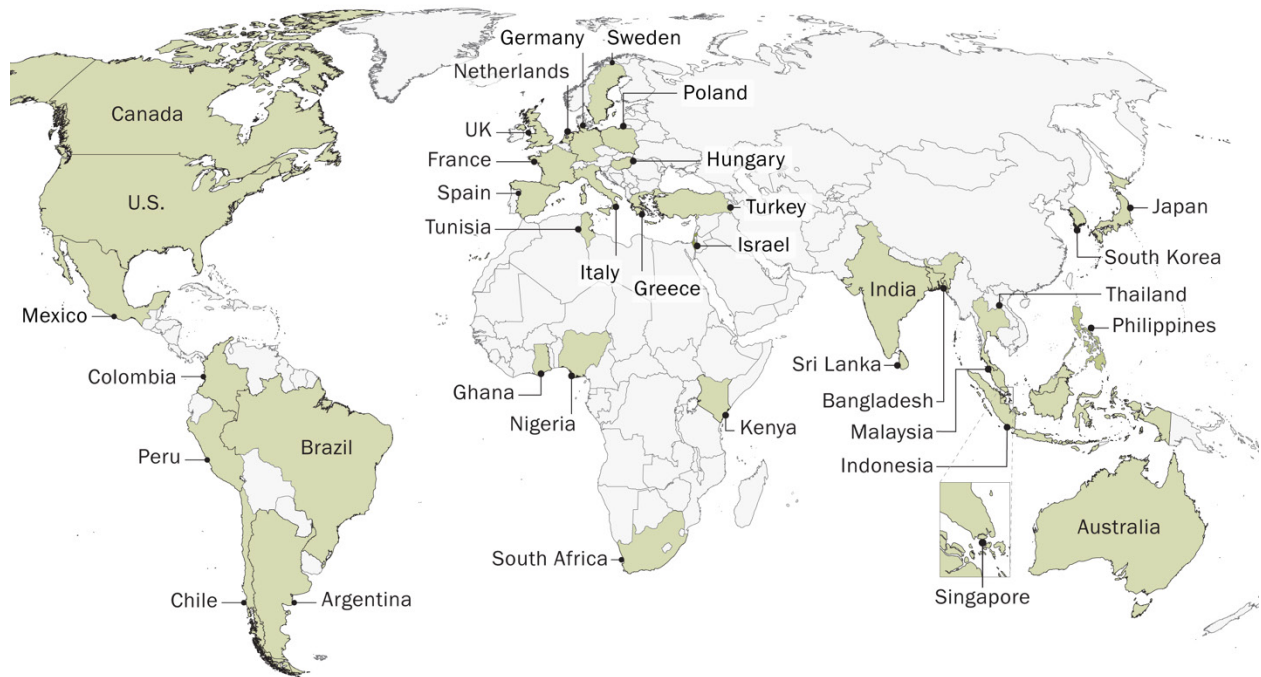 Germany
Sweden
Netherlands
Poland
Canada
UK
France
Hungary
Spain
U.S.
Turkey
Japan
Tunisia
Israel
South Korea
Italy
Greece
India
Thailand
Mexico
Philippines
Sri Lanka
Colombia
Ghana
Bangladesh
Nigeria
Kenya
Malaysia
Brazil
Peru
Indonesia
Australia
South Africa
Singapore
Chile
Argentina